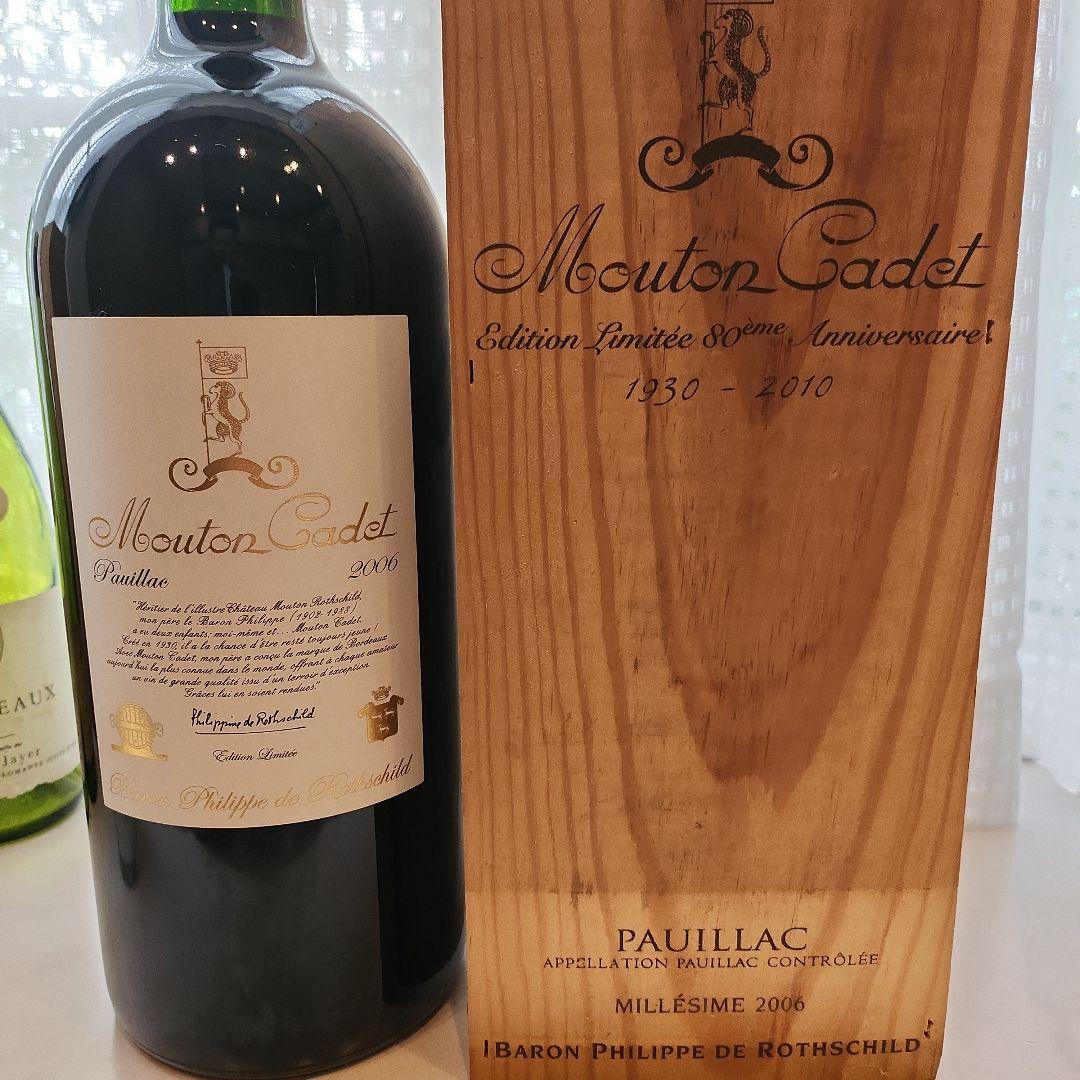 Mouton Cadet
Pauillac 2006
"Héritier de l'illustre Château Mouton Rothschild,
mon père le Baron Philippe (1902-1988)
a eu deux enfants, moi-même et... Mouton Cadet.
Créé en 1930, il a la chance d'être resté toujours jeune !
Avec Mouton Cadet, mon père a conçu la marque de Bordeaux
aujourd'hui la plus connue dans le monde, offrant à chaque amateur
un vin de grande qualité issu d'un terroir d'exception.
Grâces lui en soient rendues."
Philippine de Rothschild
Edition Limitée
Baron Philippe de Rothschild
Mouton Cadet
Edition Limitée 80ème Anniversaire
1930 - 2010
PAUILLAC
APPELLATION PAUILLAC CONTRÔLÉE
MILLÉSIME 2006
BARON PHILIPPE DE ROTHSCHILD
EAUX
Jayer